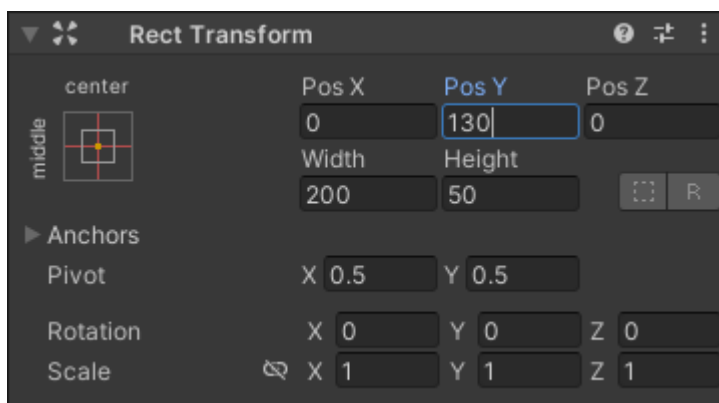 Rect Transform
center
Pos X Pos Y Pos Z
middle
0 130 0
Width Height
200 50
R
Anchors
Pivot X 0.5 Y 0.5
Rotation X 0 Y 0 Z 0
Scale X 1 Y 1 Z 1